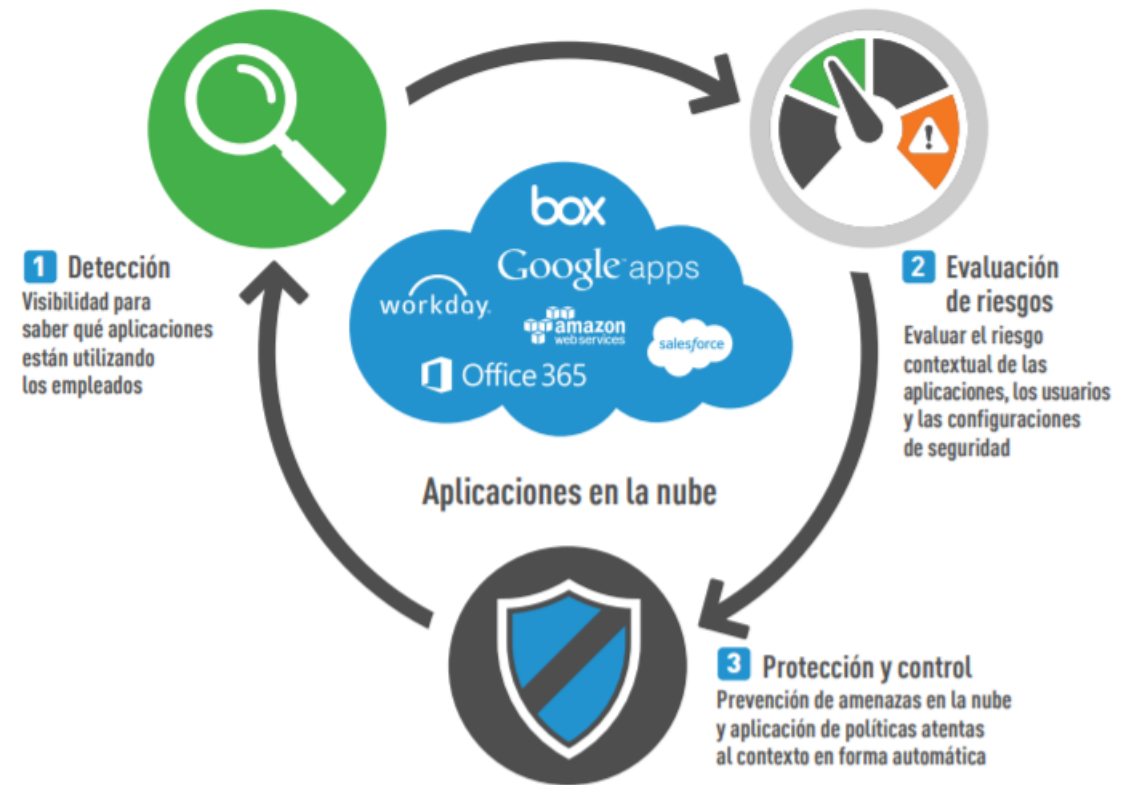 box
Google apps
workday.
amazon
webservices
salesforce
Office 365
Aplicaciones en la nube
1 Detección
Visibilidad para
saber qué aplicaciones
están utilizando
los empleados
2 Evaluación
de riesgos
Evaluar el riesgo
contextual de las
aplicaciones, los usuarios
y las configuraciones
de seguridad
3 Protección y control
Prevención de amenazas en la nube
y aplicación de políticas atentas
al contexto en forma automática
!